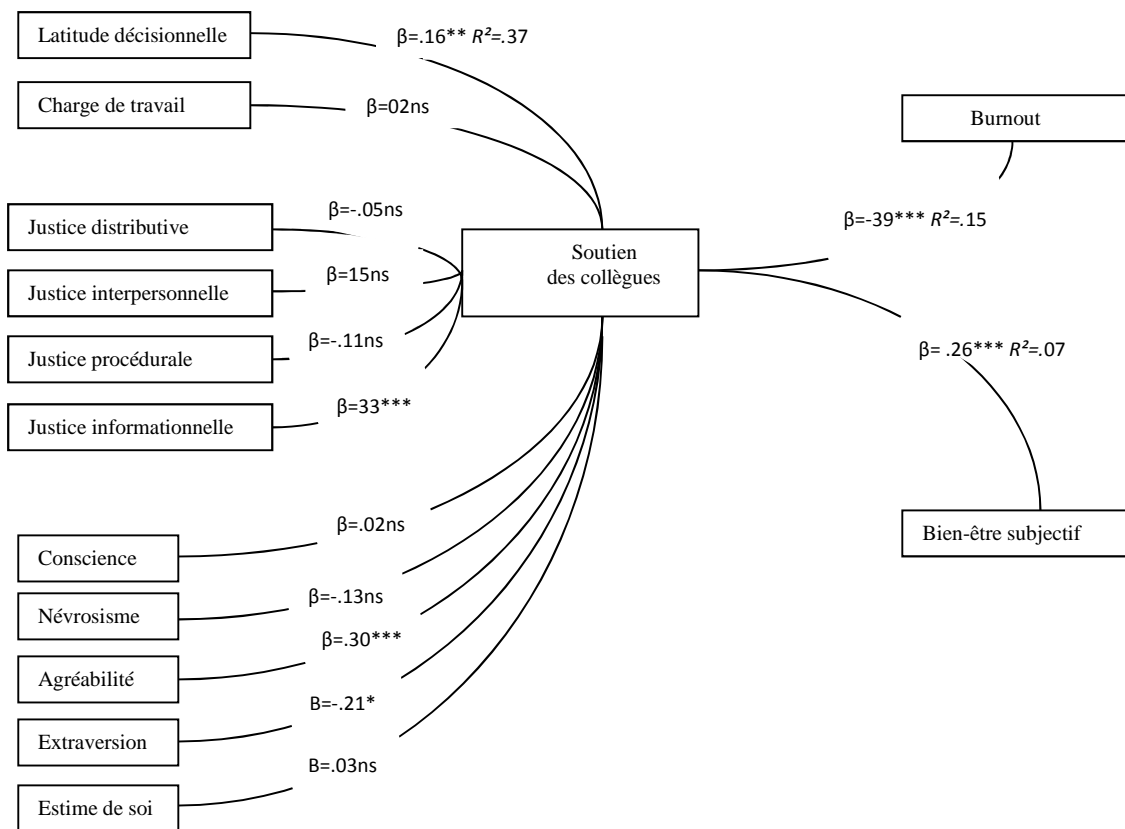 Latitude décisionnelle
β=.16** R²=.37
Charge de travail
β=02ns
Burnout
Justice distributive
β=-.05ns
Justice interpersonnelle
β=15ns
Justice procédurale
β=-.11ns
Justice informationnelle
β=33***
Soutien
des collègues
β=-39*** R²=.15
β= .26*** R²=.07
Bien-être subjectif
Conscience
β=.02ns
Névrosisme
β=-.13ns
Agréabilité
β=.30***
Extraversion
B=-.21*
Estime de soi
B=.03ns